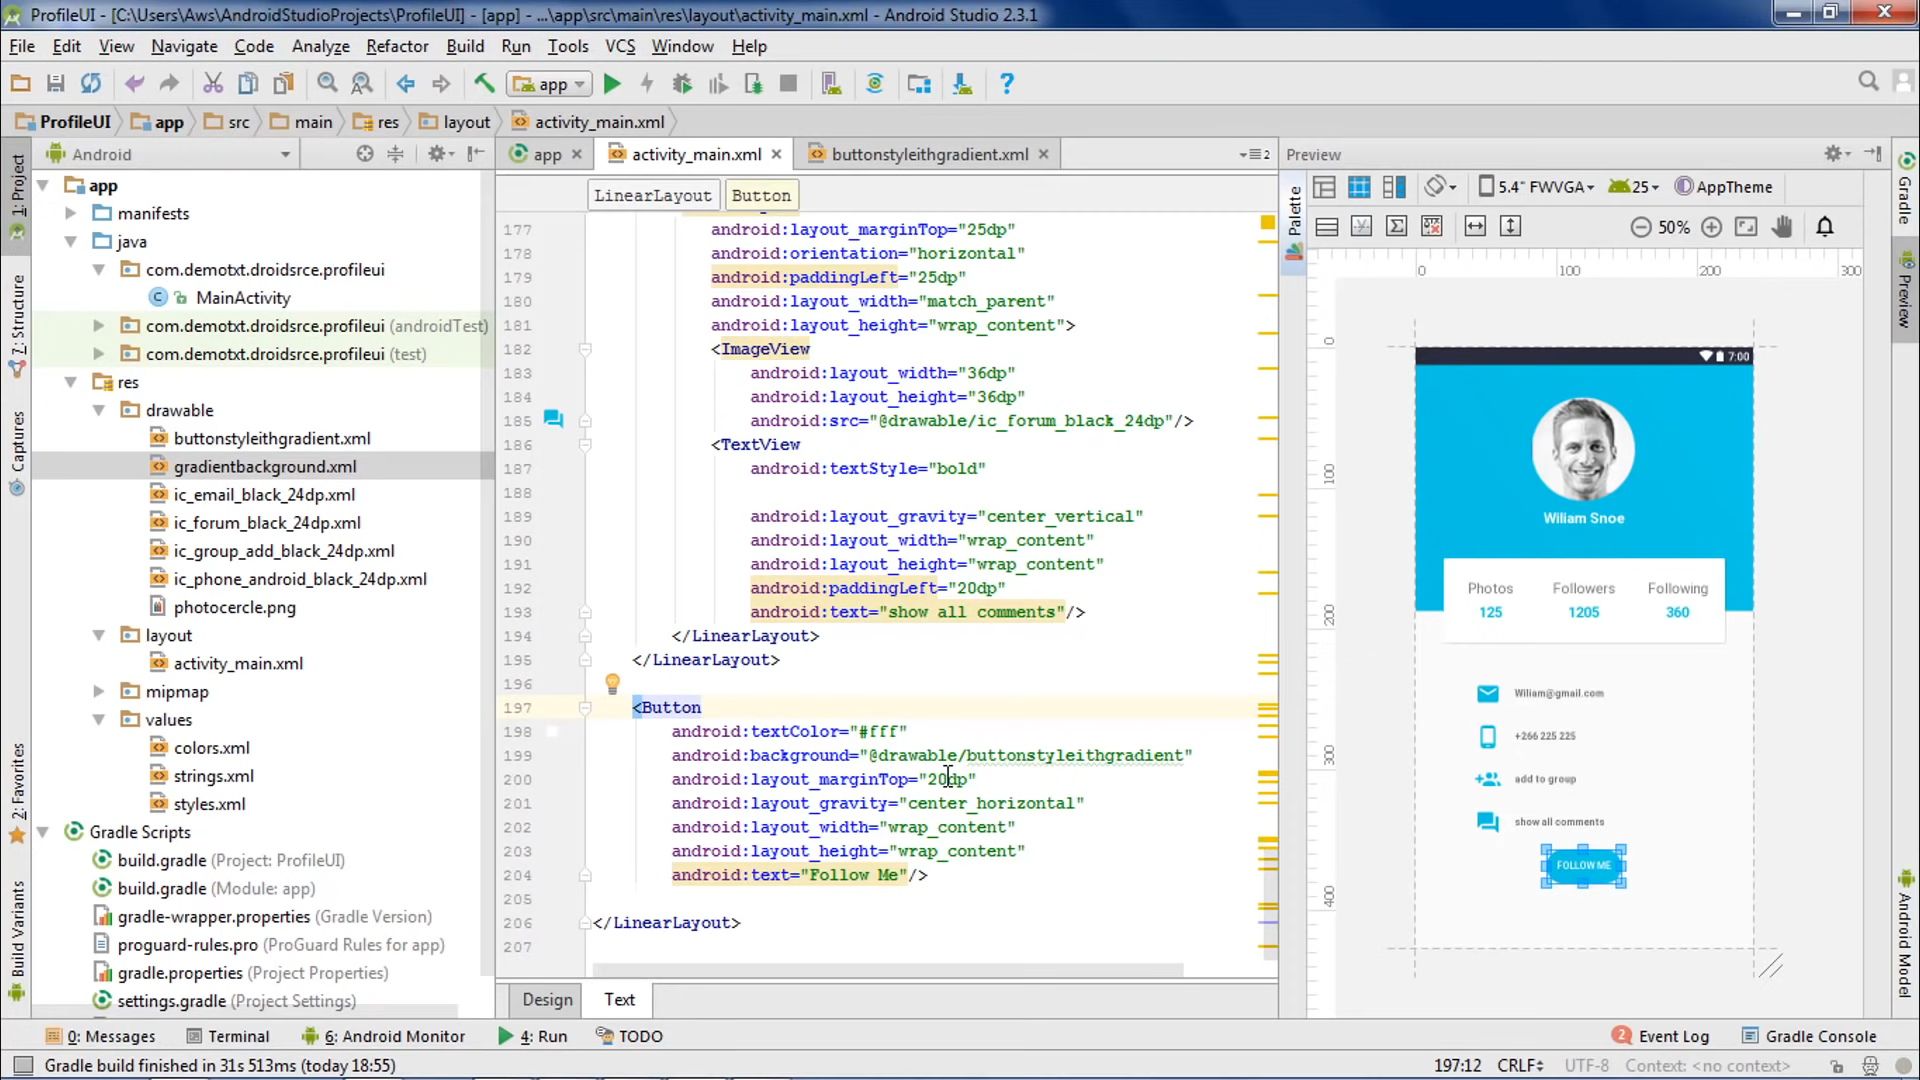 ProfileUI - [C:\Users\Aws\AndroidStudioProjects\ProfileUI] - [app] - ...\app\src\main\res\layout\activity_main.xml - Android Studio 2.3.1
File Edit View Navigate Code Analyze Refactor Build Run Tools VCS Window Help
app
ProfileUI app src main res layout activity_main.xml
Android
app activity_main.xml buttonstyleithgradient.xml 2
Preview
1: Project
7: Structure
Captures
2: Favorites
Build Variants
app
manifests
java
com.demotxt.droidsrce.profileui
MainActivity
com.demotxt.droidsrce.profileui (androidTest)
com.demotxt.droidsrce.profileui (test)
res
drawable
buttonstyleithgradient.xml
gradientbackground.xml
ic_email_black_24dp.xml
ic_forum_black_24dp.xml
ic_group_add_black_24dp.xml
ic_phone_android_black_24dp.xml
photocercle.png
layout
activity_main.xml
mipmap
values
colors.xml
strings.xml
styles.xml
Gradle Scripts
build.gradle (Project: ProfileUI)
build.gradle (Module: app)
gradle-wrapper.properties (Gradle Version)
proguard-rules.pro (ProGuard Rules for app)
gradle.properties (Project Properties)
settings.gradle (Project Settings)
LinearLayout Button
177 android:layout_marginTop="25dp"
178 android:orientation="horizontal"
179 android:paddingLeft="25dp"
180 android:layout_width="match_parent"
181 android:layout_height="wrap_content">
182 <ImageView
183 android:layout_width="36dp"
184 android:layout_height="36dp"
185 android:src="@drawable/ic_forum_black_24dp"/>
186 <TextView
187 android:textStyle="bold"
188
189 android:layout_gravity="center_vertical"
190 android:layout_width="wrap_content"
191 android:layout_height="wrap_content"
192 android:paddingLeft="20dp"
193 android:text="show all comments"/>
194 </LinearLayout>
195 </LinearLayout>
196
197 <Button
198 android:textColor="#fff"
199 android:background="@drawable/buttonstyleithgradient"
200 android:layout_marginTop="20dp"
201 android:layout_gravity="center_horizontal"
202 android:layout_width="wrap_content"
203 android:layout_height="wrap_content"
204 android:text="Follow Me"/>
205
206 </LinearLayout>
207
Design Text
Palette
5.4" FWVGA 25 AppTheme
50%
0 100 200 300
0
100
200
300
400
7:00
Wiliam Snoe
Photos Followers Following
125 1205 360
Wiliam@gmail.com
+266 225 225
add to group
show all comments
FOLLOW ME
Gradle
Preview
Android Model
0: Messages Terminal 6: Android Monitor 4: Run TODO 2 Event Log Gradle Console
Gradle build finished in 31s 513ms (today 18:55) 197:12 CRLF UTF-8 Context: <no context>